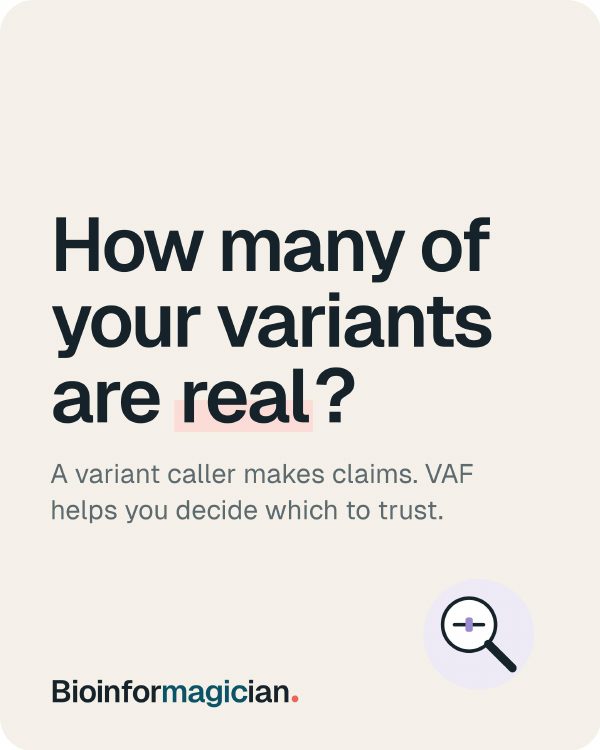 How many of
your variants
are real?
A variant caller makes claims. VAF
helps you decide which to trust.
Bioinformagician.